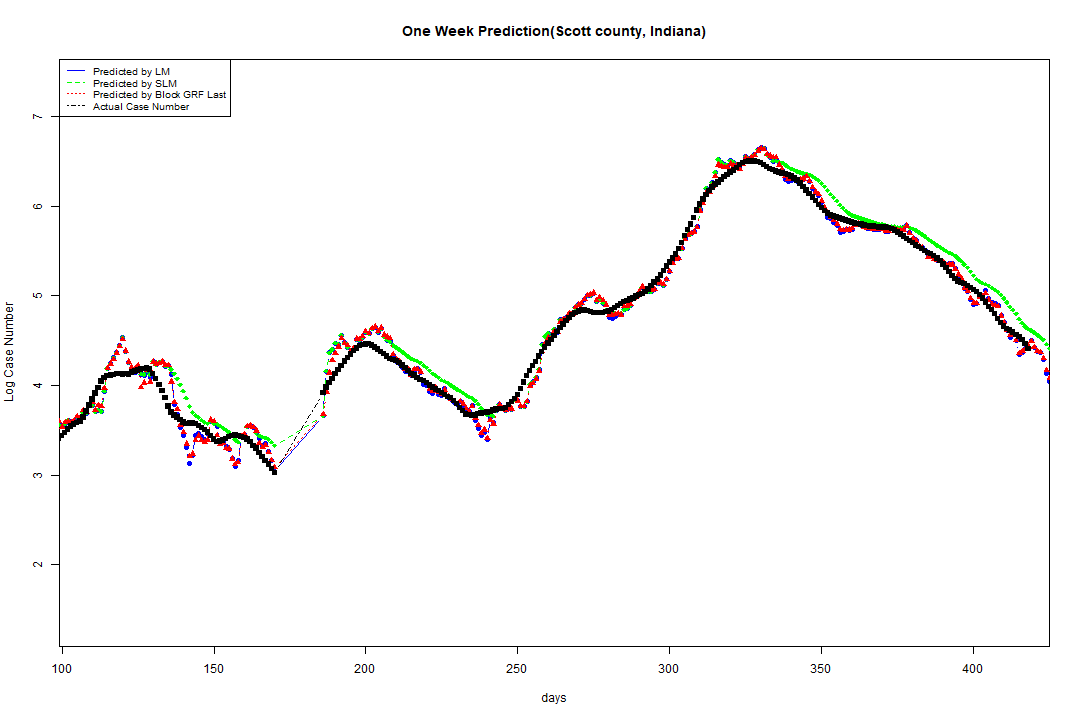 One Week Prediction(Scott county, Indiana)
Predicted by LM
Predicted by SLM
Predicted by Block GRF Last
Actual Case Number
7
6
5
4
3
2
Log Case Number
100 150 200 250 300 350 400
days